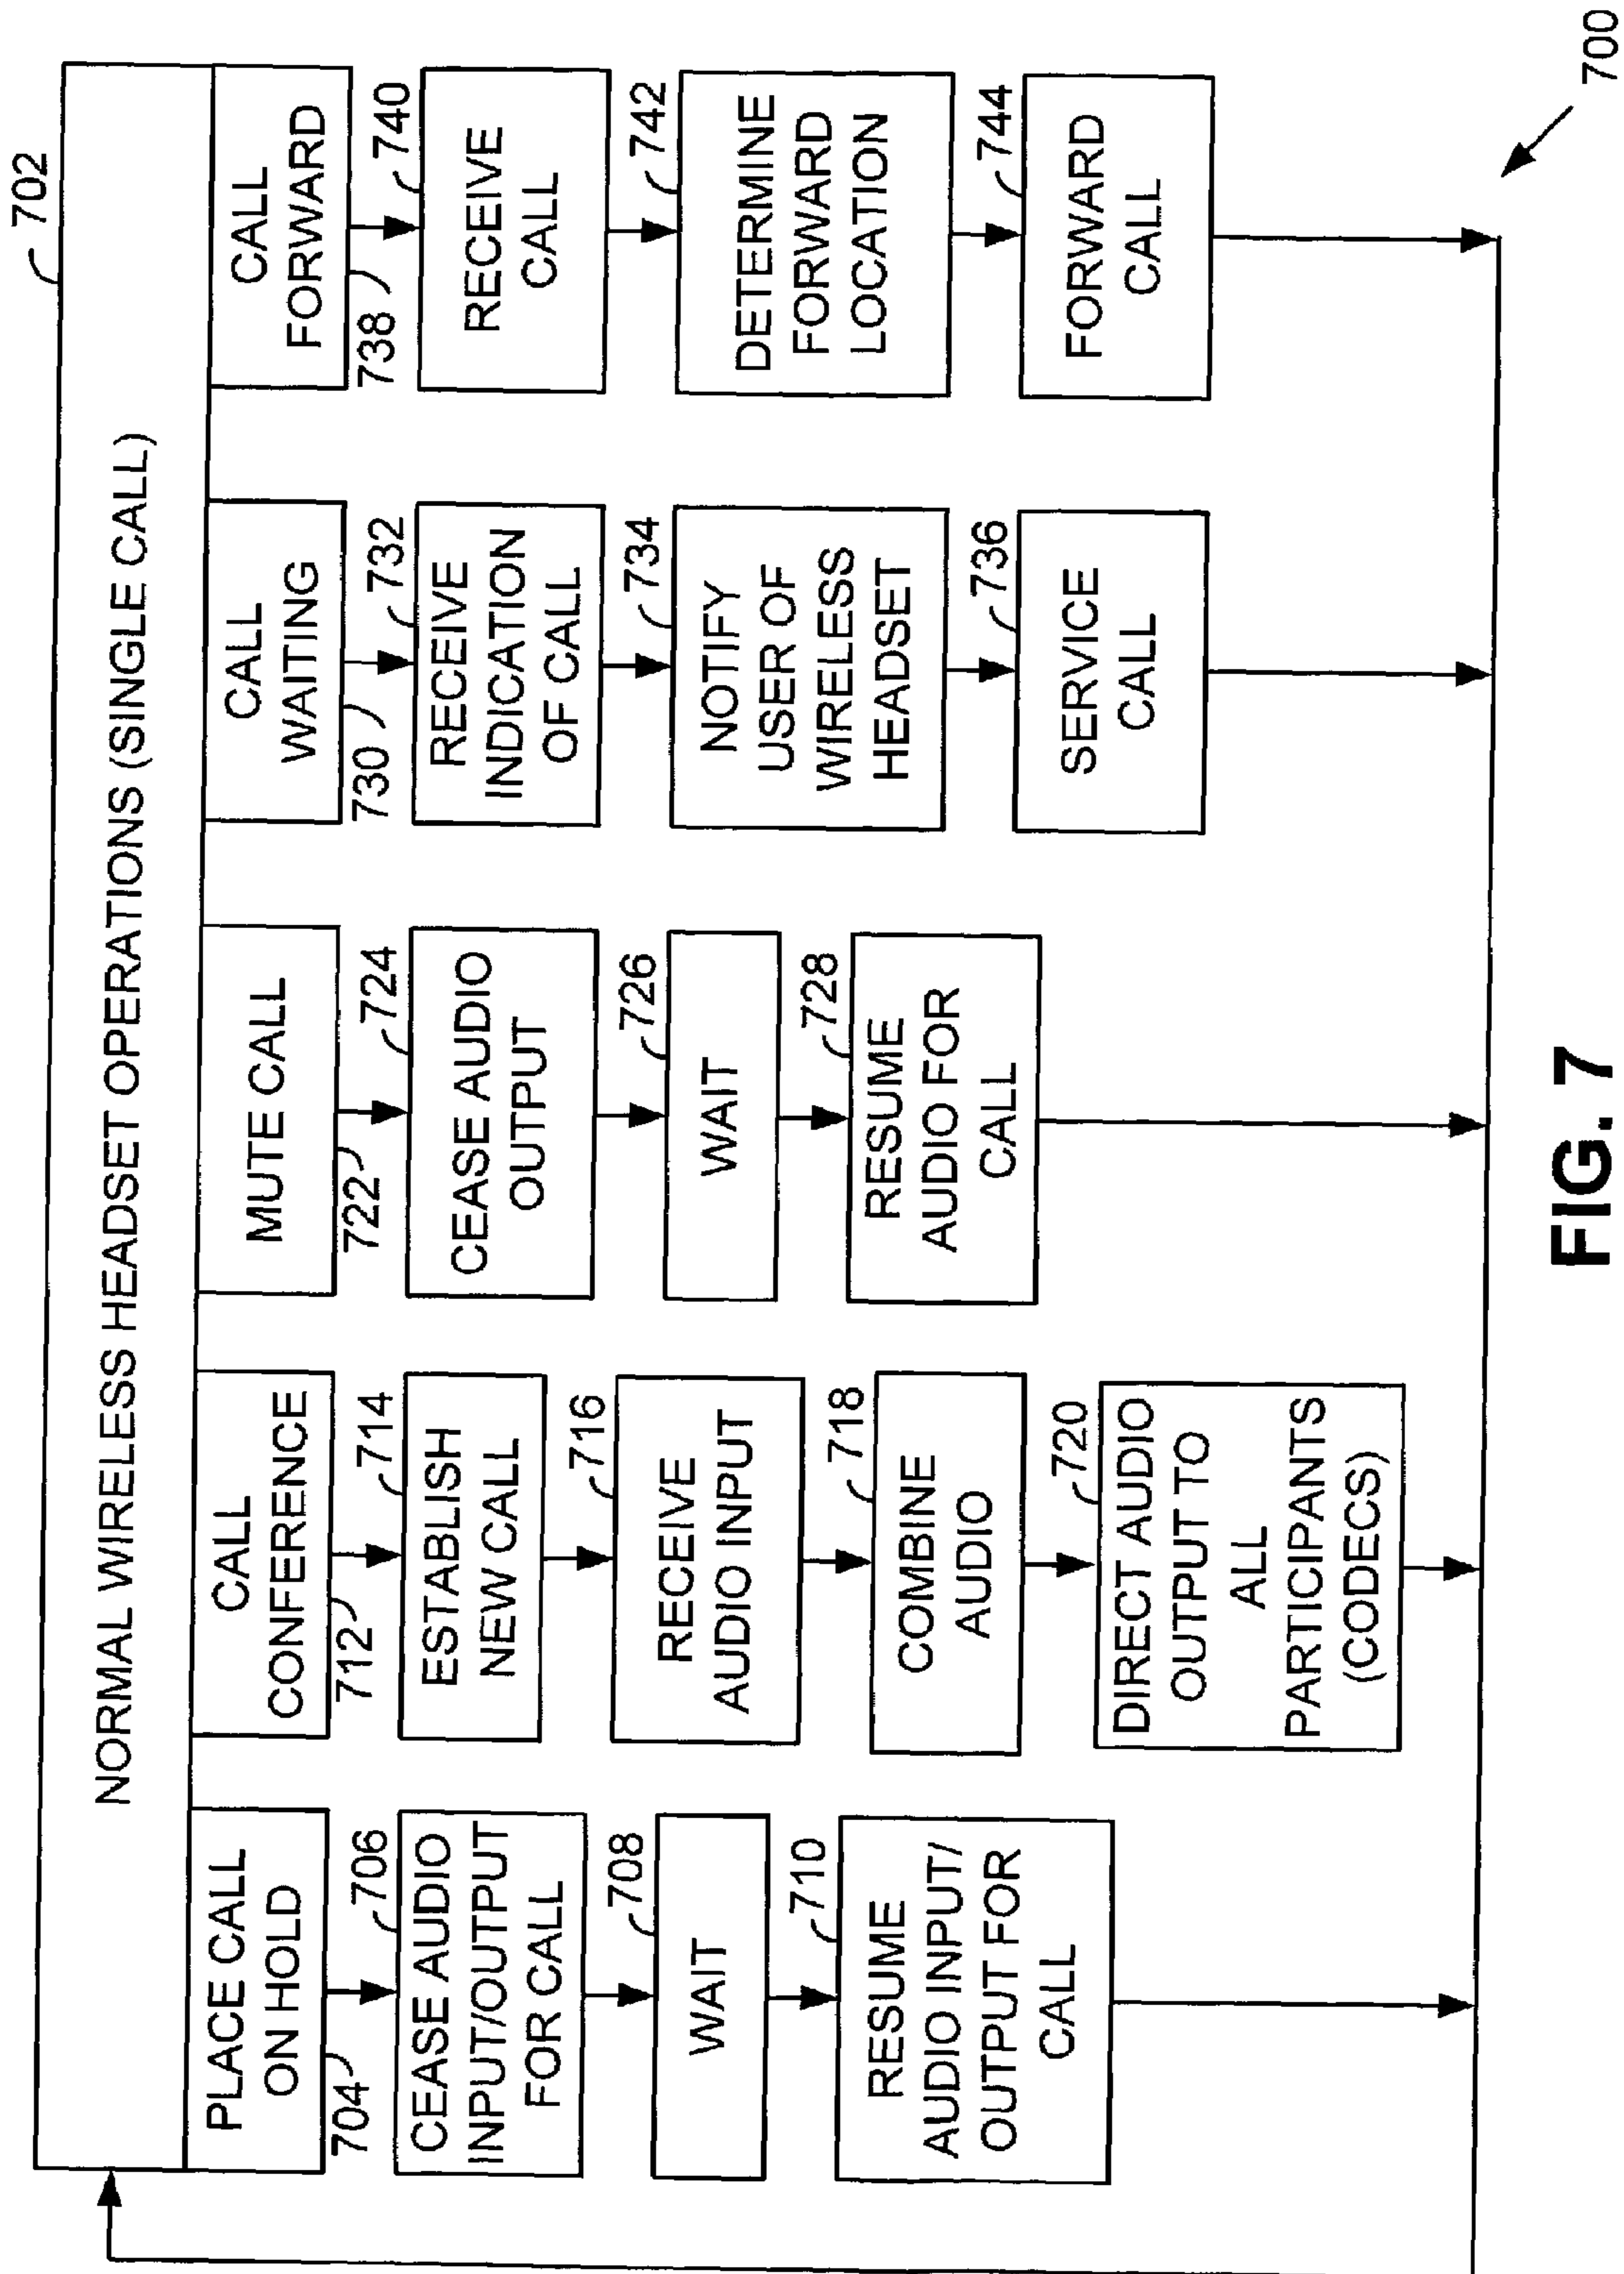 702
NORMAL WIRELESS HEADSET OPERATIONS (SINGLE CALL)
PLACE CALL
ON HOLD
704
706
CEASE AUDIO
INPUT/OUTPUT
FOR CALL
708
WAIT
710
RESUME
AUDIO INPUT/
OUTPUT FOR
CALL
CALL
CONFERENCE
712
714
ESTABLISH
NEW CALL
716
RECEIVE
AUDIO INPUT
718
COMBINE
AUDIO
720
DIRECT AUDIO
OUTPUT TO
ALL
PARTICIPANTS
(CODECS)
MUTE CALL
722
724
CEASE AUDIO
OUTPUT
726
WAIT
728
RESUME
AUDIO FOR
CALL
CALL
WAITING
730
732
RECEIVE
INDICATION
OF CALL
734
NOTIFY
USER OF
WIRELESS
HEADSET
736
SERVICE
CALL
CALL
FORWARD
738
740
RECEIVE
CALL
742
DETERMINE
FORWARD
LOCATION
744
FORWARD
CALL
700
FIG. 7